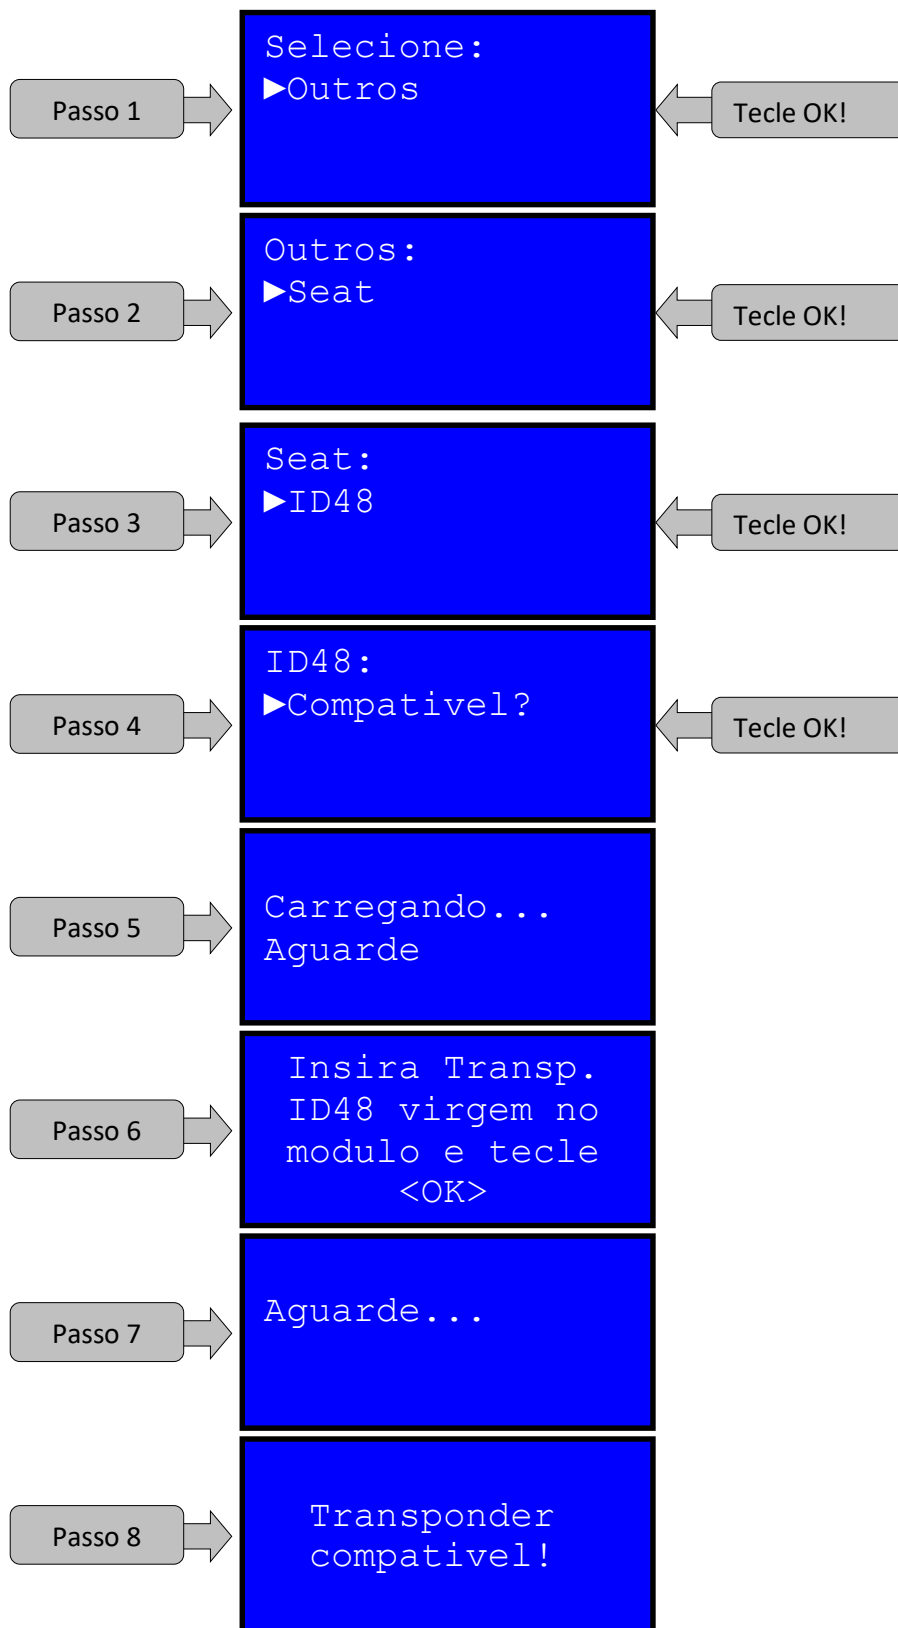 Selecione:
Passo 1
►Outros
Tecle OK!
Outros:
Passo 2
►Seat
Tecle OK!
Seat:
Passo 3
►ID48
Tecle OK!
ID48:
Passo 4
►Compativel?
Tecle OK!
Passo 5
Carregando...
Aguarde
Passo 6
Insira Transp.
ID48 virgem no
modulo e tecle
<OK>
Passo 7
Aguarde...
Passo 8
Transponder
compativel!